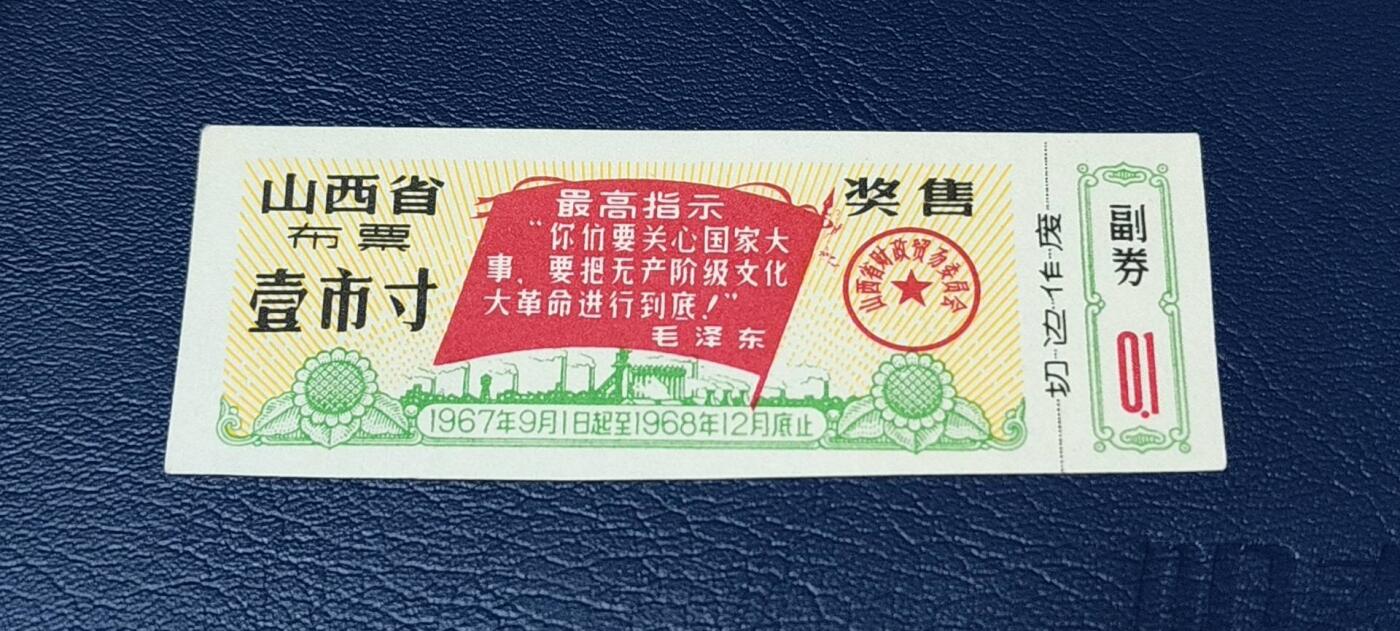 山西省
布票
壹市寸
最高指示
“你们要关心国家大
事，要把无产阶级文化
大革命进行到底！”
毛泽东
奖售
山西省财政贸易委员会
1967年9月1日起至1968年12月底止
切边作废
副券
0.1